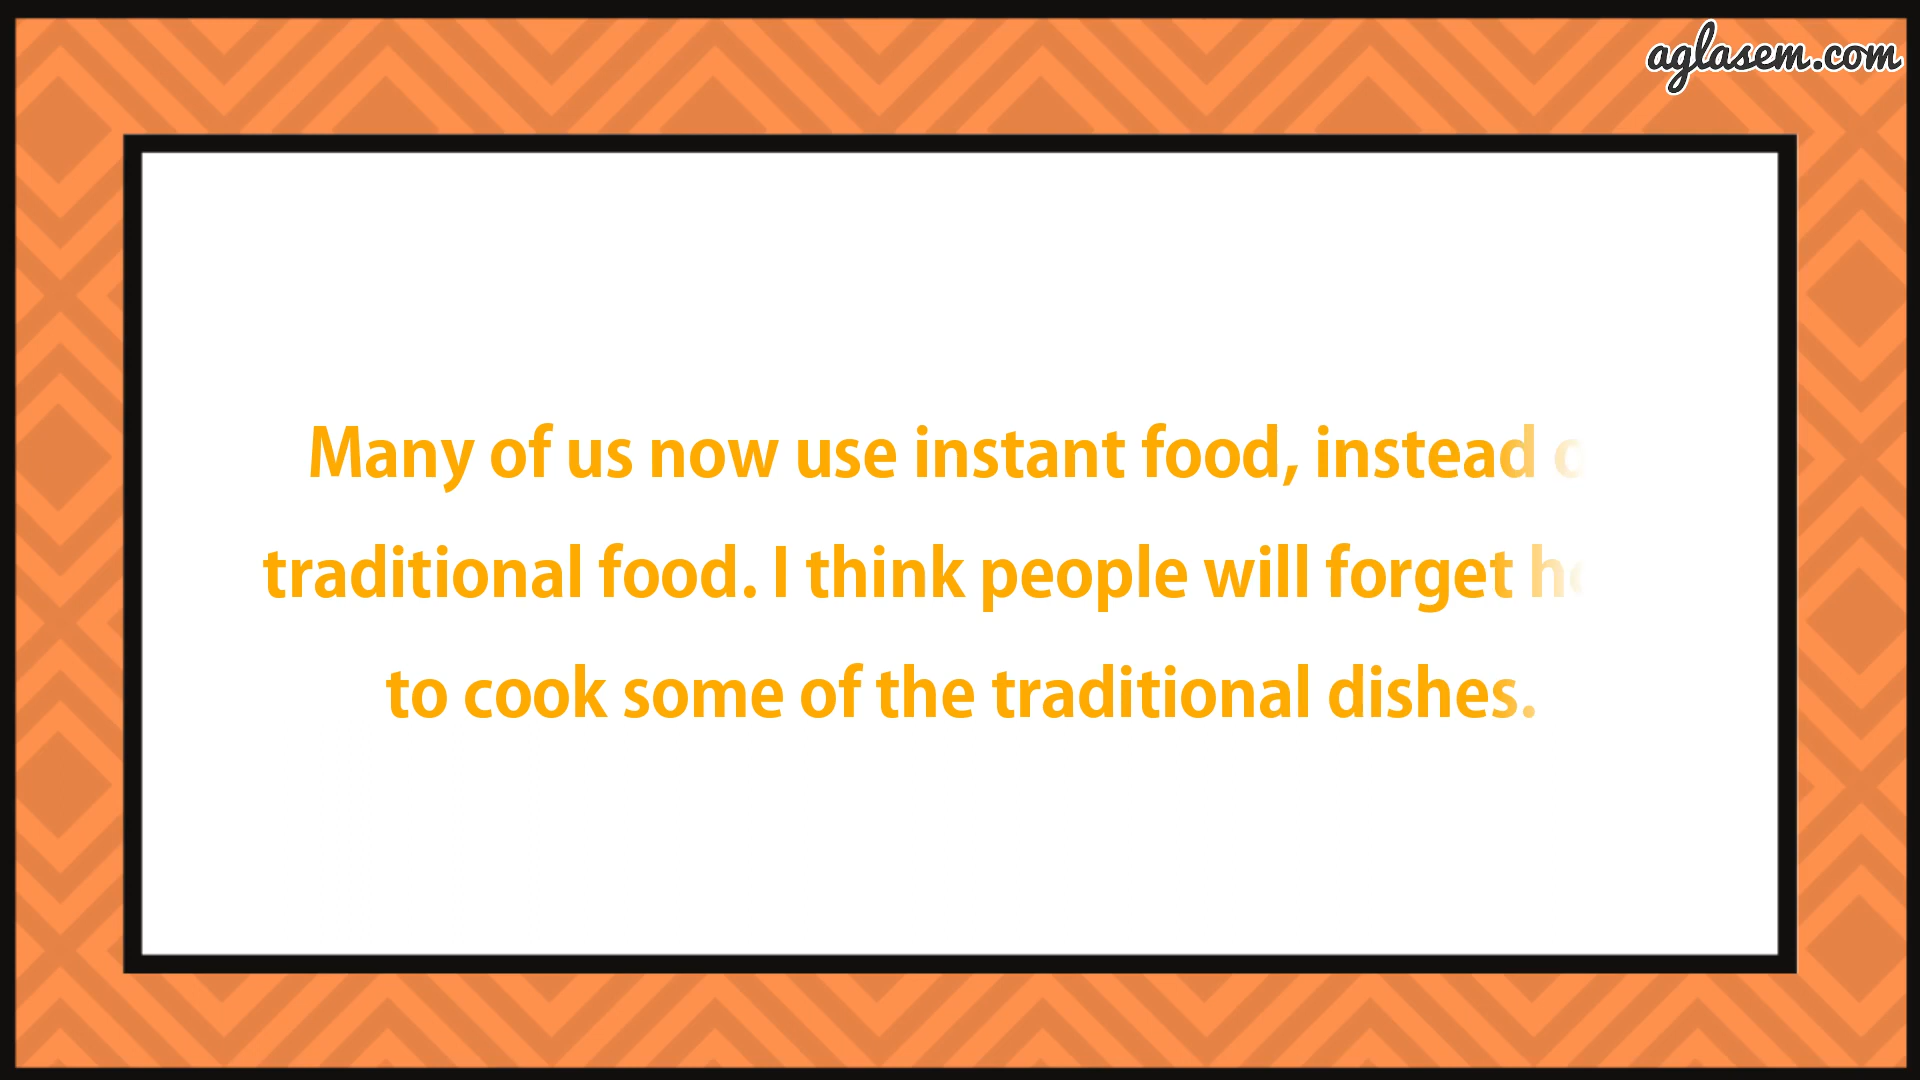 aglasem.com
Many of us now use instant food, instead
traditional food. I think people will forget
to cook some of the traditional dishes.